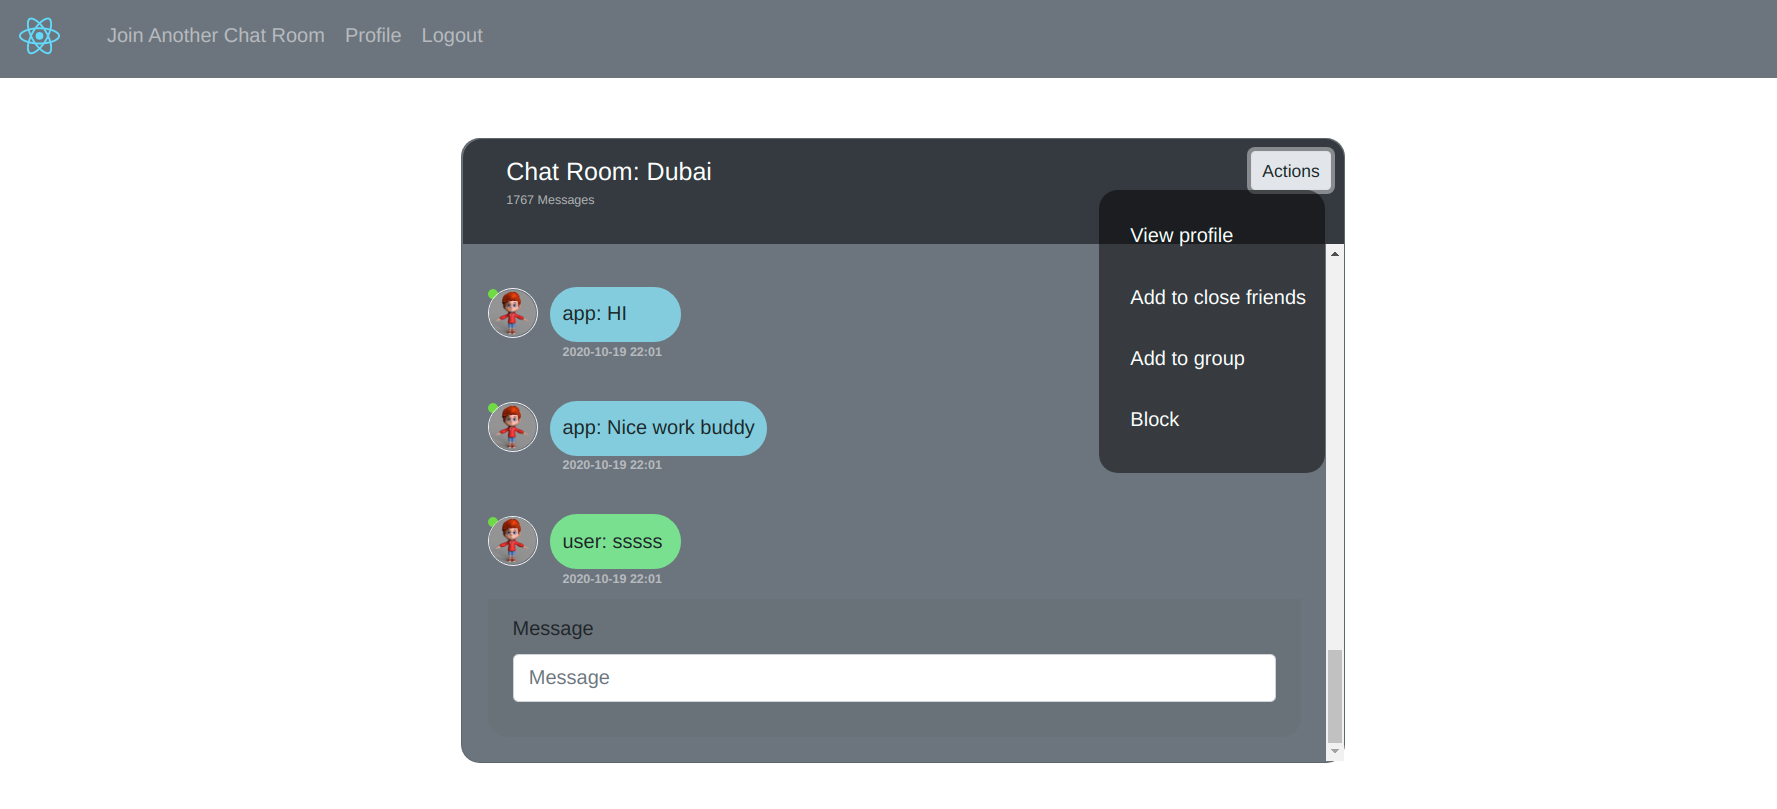 Join Another Chat Room Profile Logout
Chat Room: Dubai
1767 Messages
Actions
View profile
Add to close friends
Add to group
Block
app: HI
2020-10-19 22:01
app: Nice work buddy
2020-10-19 22:01
user: sssss
2020-10-19 22:01
Message
Message